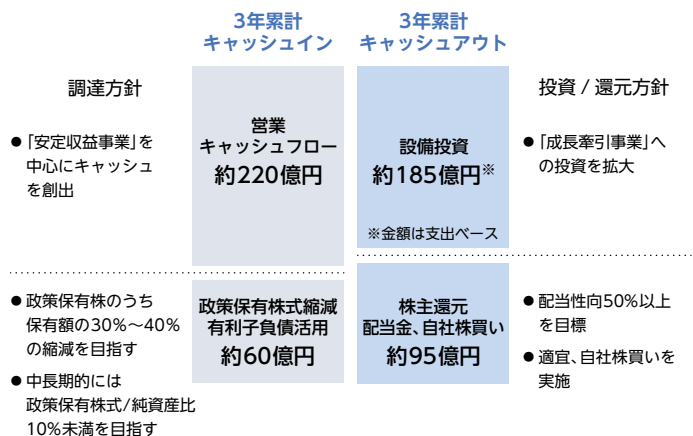 3年累計
キャッシュイン
3年累計
キャッシュアウト
調達方針
投資 / 還元方針
●「安定収益事業」を
中心にキャッシュ
を創出
営業
キャッシュフロー
約220億円
設備投資
約185億円※
※金額は支出ベース
●「成長牽引事業」へ
の投資を拡大
● 政策保有株のうち
保有額の30%～40%
の縮減を目指す
● 中長期的には
政策保有株式/純資産比
10%未満を目指す
政策保有株式縮減
有利子負債活用
約60億円
株主還元
配当金、自社株買い
約95億円
● 配当性向50%以上
を目標
● 適宜、自社株買いを
実施